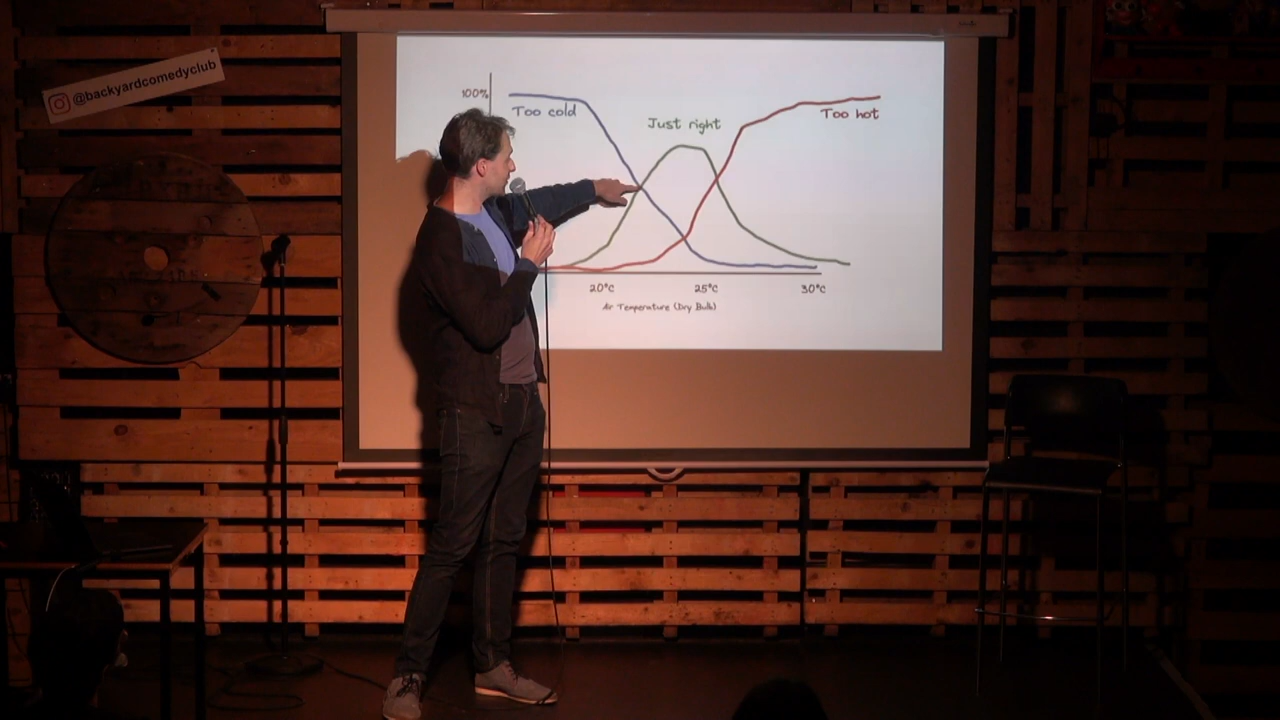 @backyardcomedyclub
100%
Too cold
Just right
Too hot
20°c
25°c
30°c
Air Temperature (Dry Bulb)